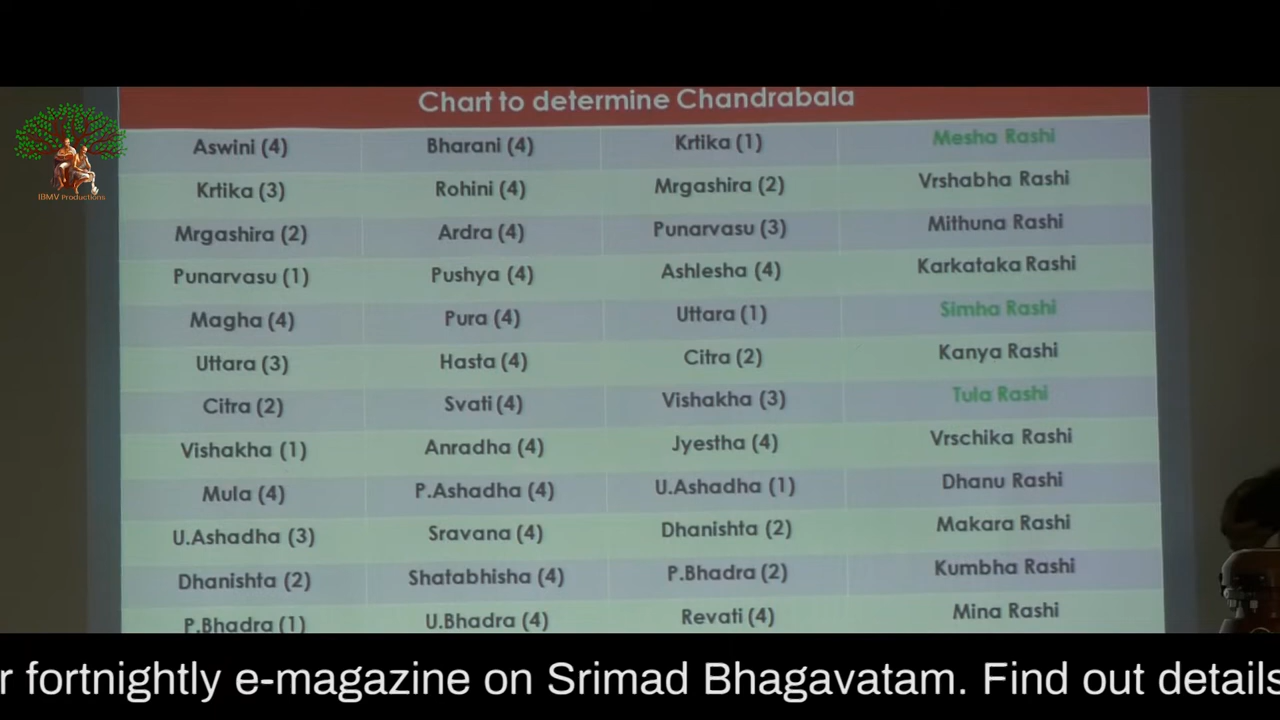 Chart to determine Chandrabala
Aswini (4) Bharani (4) Krtika (1) Mesha Rashi
Krtika (3) Rohini (4) Mrgashira (2) Vrshabha Rashi
Mrgashira (2) Ardra (4) Punarvasu (3) Mithuna Rashi
Punarvasu (1) Pushya (4) Ashlesha (4) Karkataka Rashi
Magha (4) Pura (4) Uttara (1) Simha Rashi
Uttara (3) Hasta (4) Citra (2) Kanya Rashi
Citra (2) Svati (4) Vishakha (3) Tula Rashi
Vishakha (1) Anradha (4) Jyestha (4) Vrschika Rashi
Mula (4) P.Ashadha (4) U.Ashadha (1) Dhanu Rashi
U.Ashadha (3) Sravana (4) Dhanishta (2) Makara Rashi
Dhanishta (2) Shatabhisha (4) P.Bhadra (2) Kumbha Rashi
P.Bhadra (1) U.Bhadra (4) Revati (4) Mina Rashi
IBMV Productions
r fortnightly e-magazine on Srimad Bhagavatam. Find out details